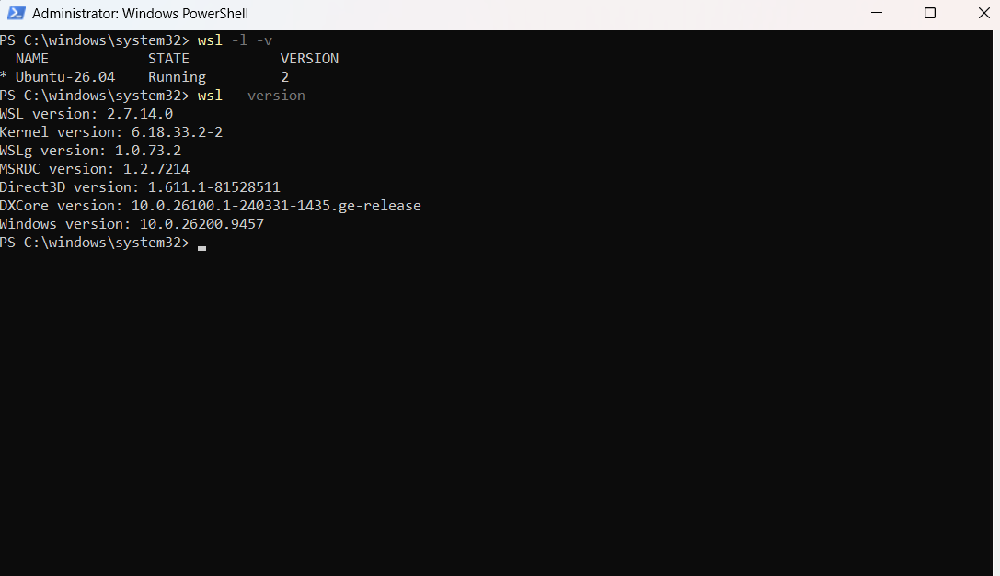 Administrator: Windows PowerShell
PS C:\windows\system32> wsl -l -v
  NAME            STATE           VERSION
* Ubuntu-26.04    Running         2
PS C:\windows\system32> wsl --version
WSL version: 2.7.14.0
Kernel version: 6.18.33.2-2
WSLg version: 1.0.73.2
MSRDC version: 1.2.7214
Direct3D version: 1.611.1-81528511
DXCore version: 10.0.26100.1-240331-1435.ge-release
Windows version: 10.0.26200.9457
PS C:\windows\system32>